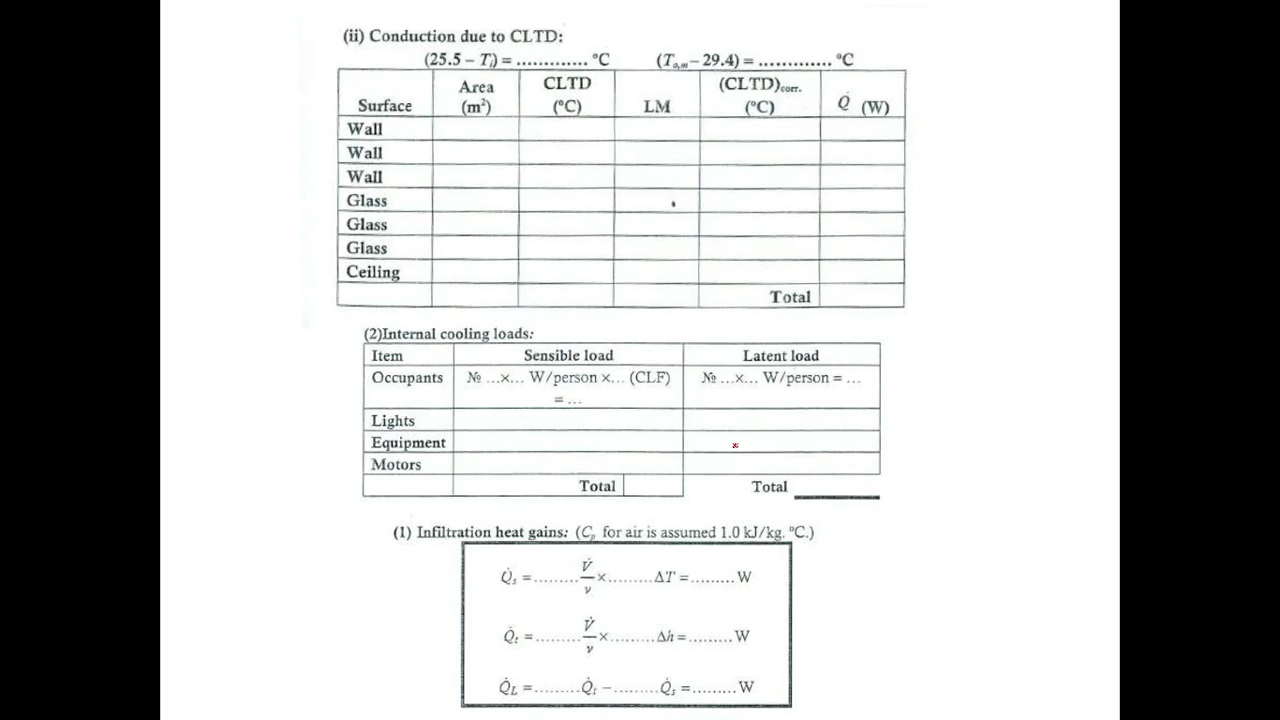 (ii) Conduction due to CLTD:
(25.5 – Ti) = ............. °C (To,m – 29.4) = ............. °C
Surface Area (m²) CLTD (°C) LM (CLTD)corr. (°C) Q̇ (W)
Wall
Wall
Wall
Glass
Glass
Glass
Ceiling
Total
(2)Internal cooling loads:
Item Sensible load Latent load
Occupants № ...×... W/person ×... (CLF) = ... № ...×... W/person = ...
Lights
Equipment
Motors
Total Total
(1) Infiltration heat gains: (Cp for air is assumed 1.0 kJ/kg. °C.)
Q̇s = ......... V̇/ν ×......... ΔT = ......... W
Q̇t = ......... V̇/ν ×......... Δh = ......... W
Q̇L = ......... Q̇t – ......... Q̇s = ......... W